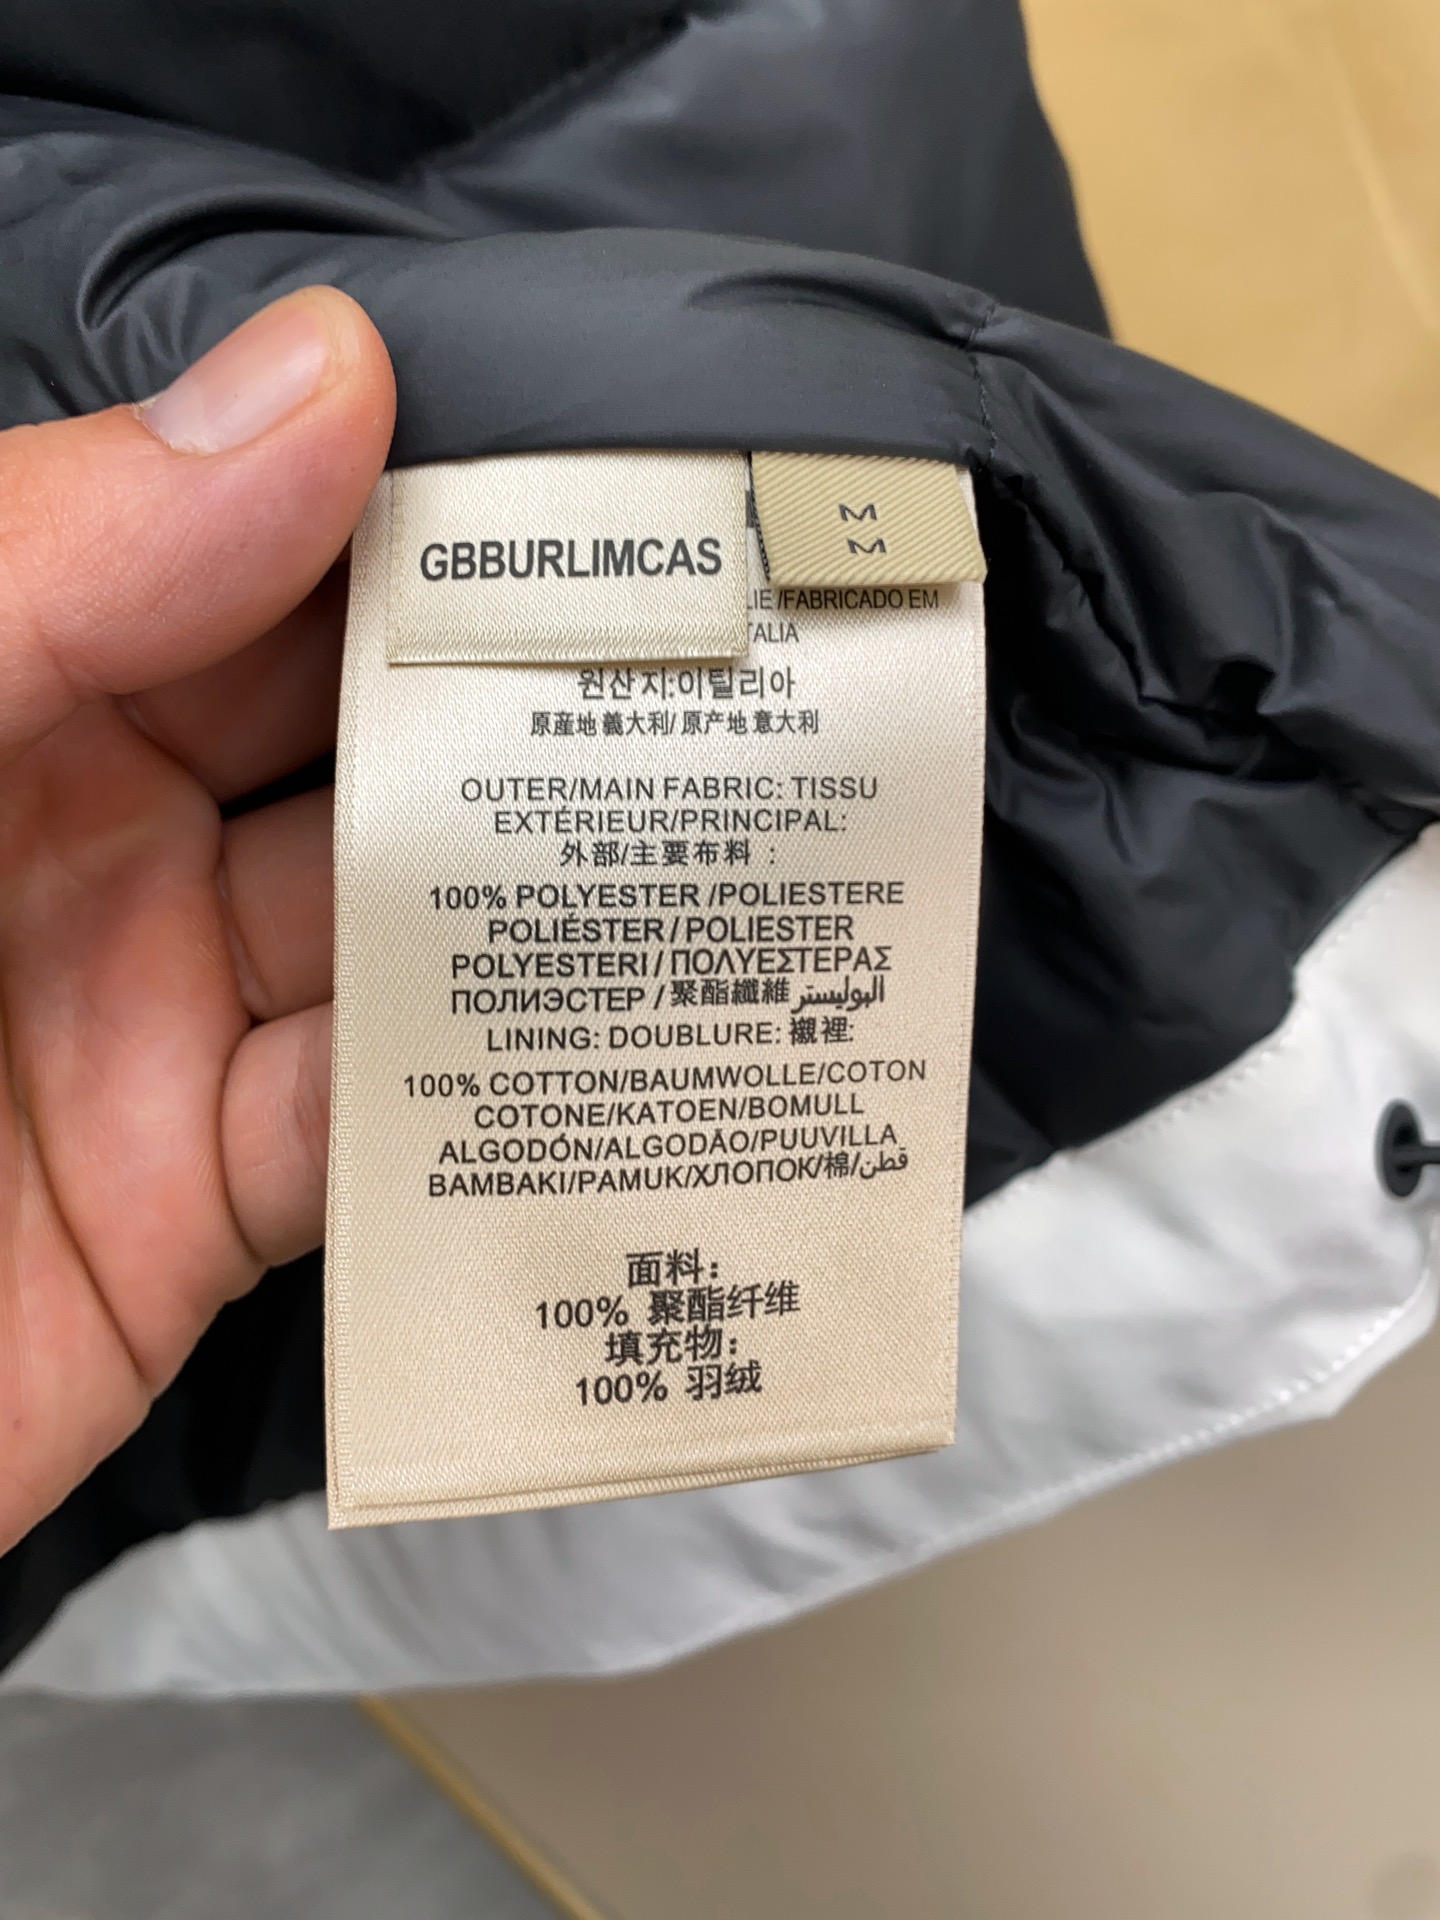 GBBURLIMCAS
M
M
LIE /FABRICADO EM
TALIA
원산지:이틸리아
原産地 義大利/ 原产地 意大利
OUTER/MAIN FABRIC: TISSU
EXTÉRIEUR/PRINCIPAL:
外部/主要布料 :
100% POLYESTER /POLIESTERE
POLIÉSTER / POLIESTER
POLYESTERI / ΠΟΛΥΕΣΤΕΡΑΣ
ПОЛИЭСТЕР / 聚酯纖維 البوليستر
LINING: DOUBLURE: 襯裡:
100% COTTON/BAUMWOLLE/COTON
COTONE/KATOEN/BOMULL
ALGODÓN/ALGODÃO/PUUVILLA
BAMBAKI/PAMUK/ХЛОПОК/棉/قطن
面料:
100% 聚酯纤维
填充物:
100% 羽绒